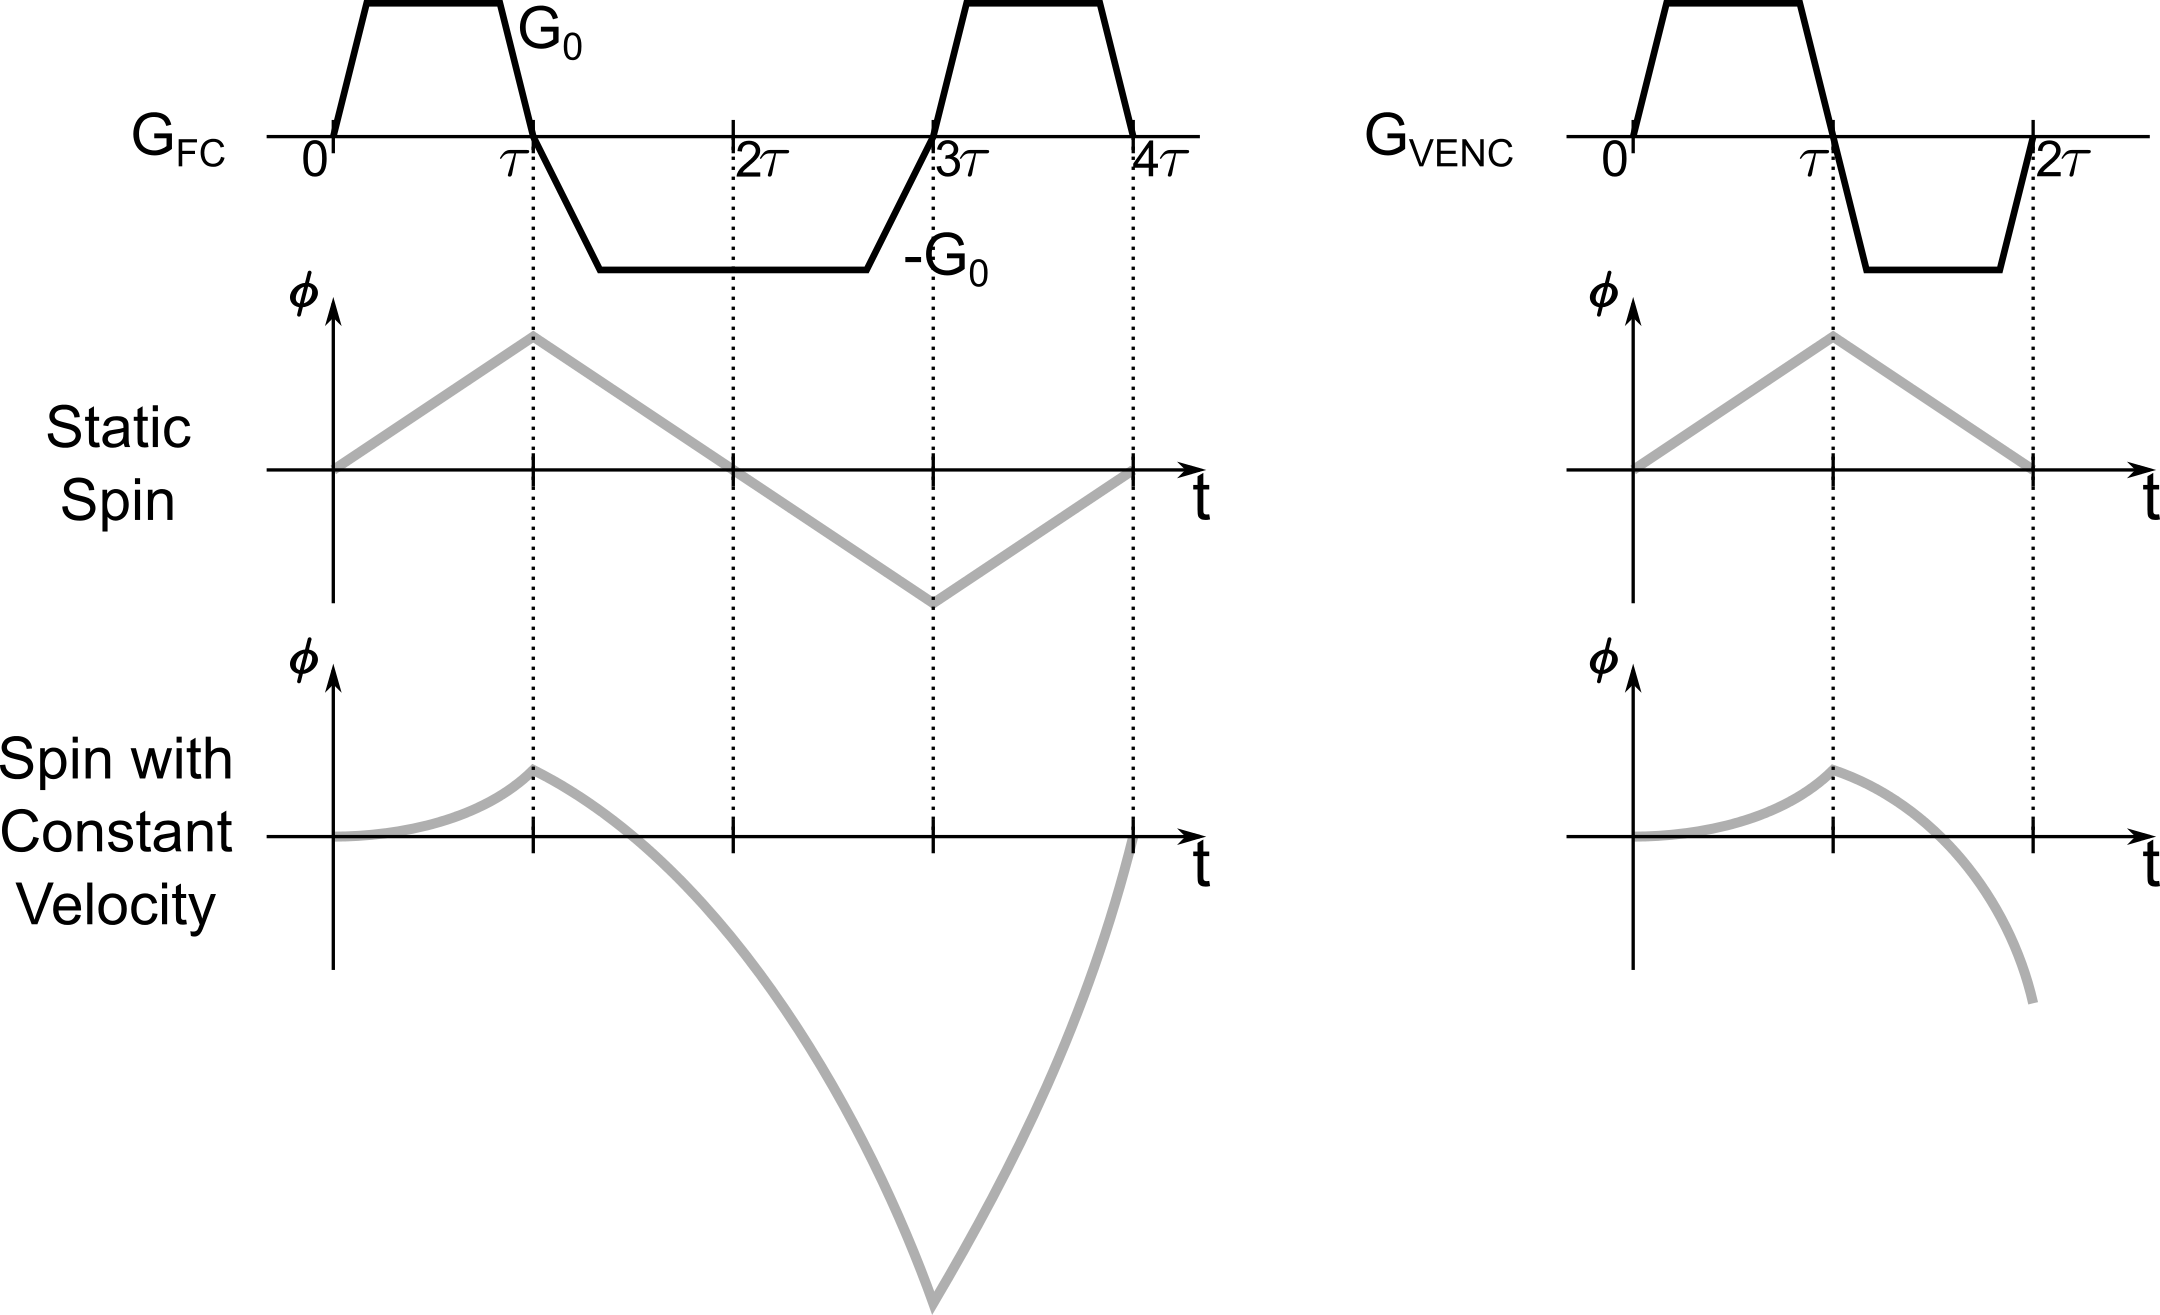 G0
GFC
0 τ 2τ 3τ 4τ
-G0
GVENC
0 τ 2τ
ϕ
Static
Spin
t
ϕ
t
ϕ
Spin with
Constant
Velocity
t
ϕ
t